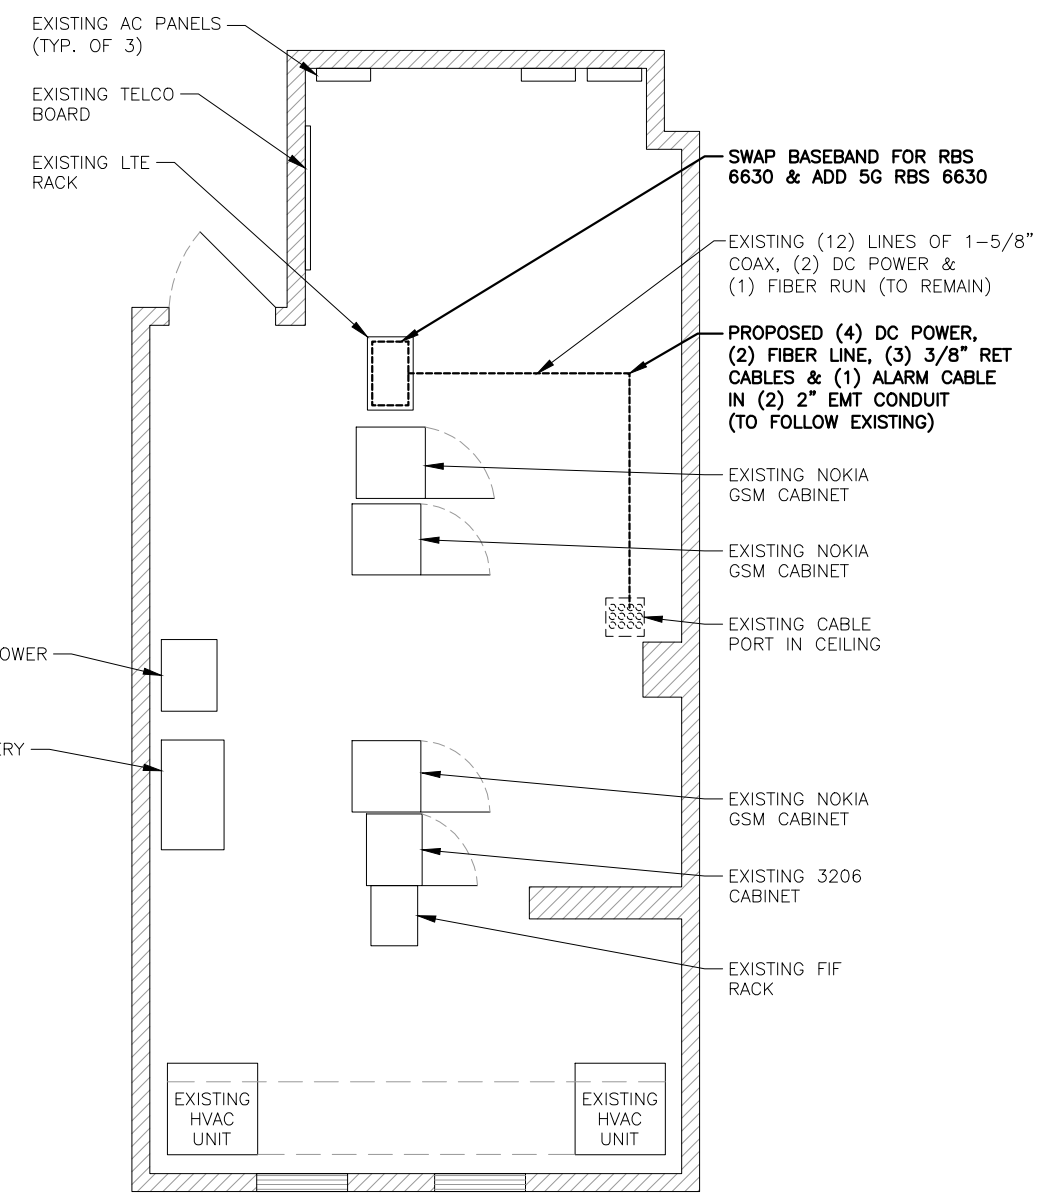 EXISTING AC PANELS
(TYP. OF 3)
EXISTING TELCO
BOARD
EXISTING LTE
RACK
SWAP BASEBAND FOR RBS
6630 & ADD 5G RBS 6630
EXISTING (12) LINES OF 1-5/8"
COAX, (2) DC POWER &
(1) FIBER RUN (TO REMAIN)
PROPOSED (4) DC POWER,
(2) FIBER LINE, (3) 3/8" RET
CABLES & (1) ALARM CABLE
IN (2) 2" EMT CONDUIT
(TO FOLLOW EXISTING)
EXISTING NOKIA
GSM CABINET
EXISTING NOKIA
GSM CABINET
EXISTING CABLE
PORT IN CEILING
OWER
ERY
EXISTING NOKIA
GSM CABINET
EXISTING 3206
CABINET
EXISTING FIF
RACK
EXISTING
HVAC
UNIT
EXISTING
HVAC
UNIT